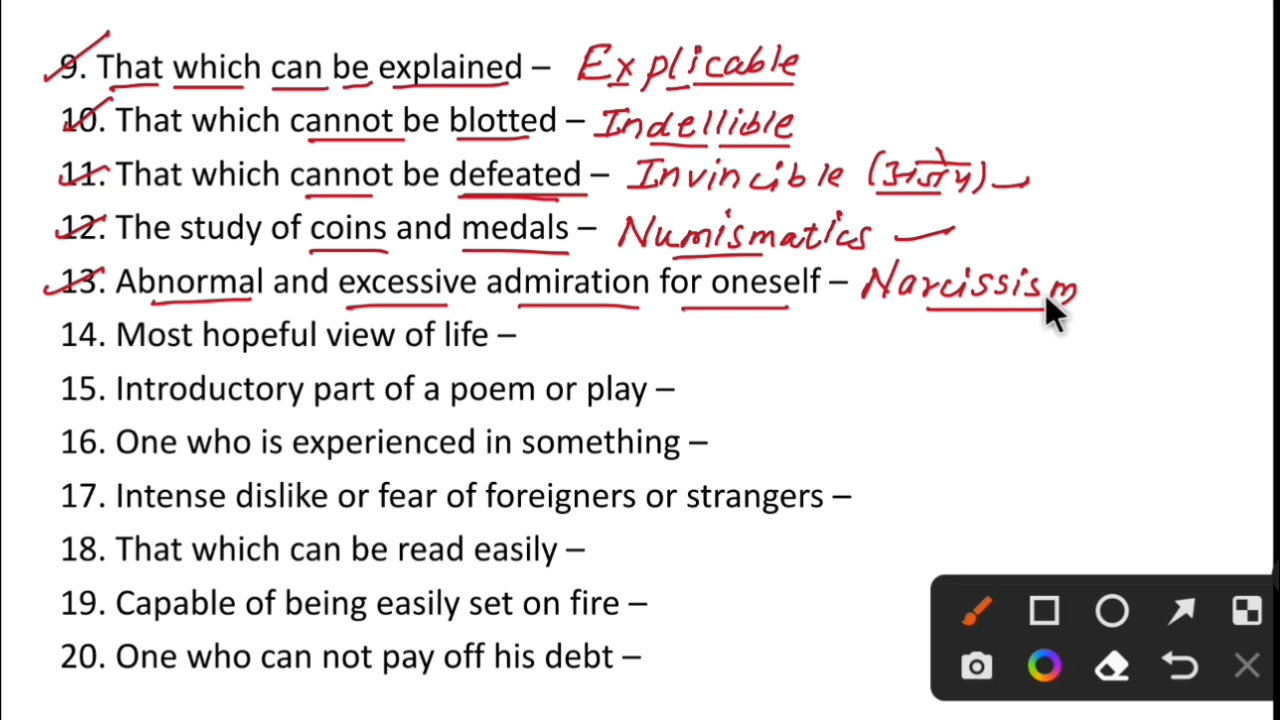 9. That which can be explained – Explicable
10. That which cannot be blotted – Indellible
11. That which cannot be defeated – Invincible (अजेय)
12. The study of coins and medals – Numismatics
13. Abnormal and excessive admiration for oneself – Narcissism
14. Most hopeful view of life –
15. Introductory part of a poem or play –
16. One who is experienced in something –
17. Intense dislike or fear of foreigners or strangers –
18. That which can be read easily –
19. Capable of being easily set on fire –
20. One who can not pay off his debt –